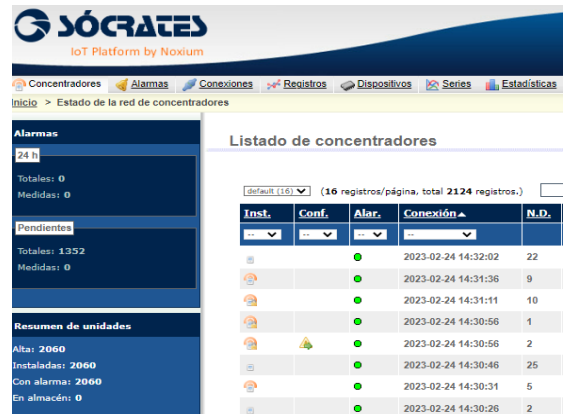 SÓCRATES
IoT Platform by Noxium
Concentradores Alarmas Conexiones Registros Dispositivos Series Estadísticas
Inicio > Estado de la red de concentradores
Alarmas
24 h
Totales: 0
Medidas: 0
Pendientes
Totales: 1352
Medidas: 0
Resumen de unidades
Alta: 2060
Instaladas: 2060
Con alarma: 2060
En almacén: 0
Listado de concentradores
default (16) (16 registros/página, total 2124 registros.)
Inst. Conf. Alar. Conexión N.D.
-- -- -- --
2023-02-24 14:32:02 22
2023-02-24 14:31:36 9
2023-02-24 14:31:11 10
2023-02-24 14:30:56 1
2023-02-24 14:30:56 2
2023-02-24 14:30:46 25
2023-02-24 14:30:31 5
2023-02-24 14:30:26 2